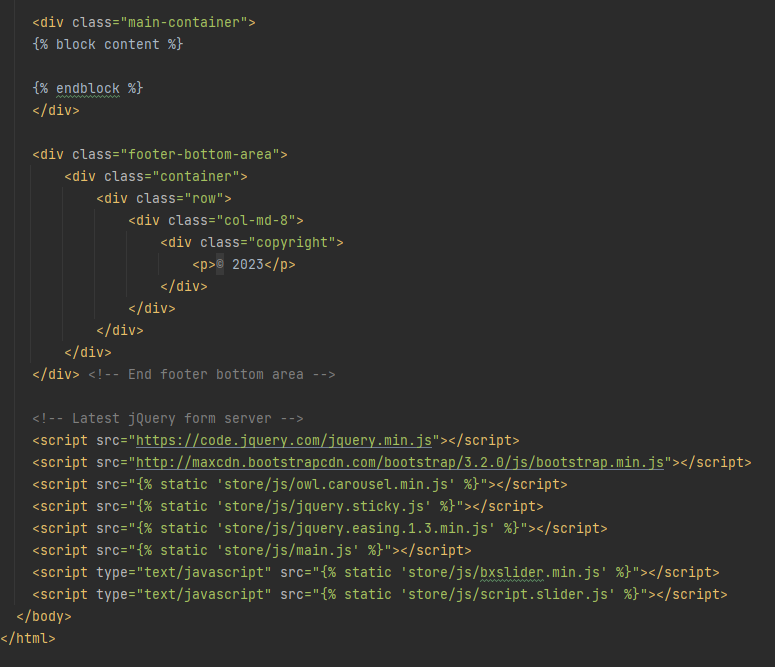 <div class="main-container">
{% block content %}
{% endblock %}
</div>
<div class="footer-bottom-area">
<div class="container">
<div class="row">
<div class="col-md-8">
<div class="copyright">
<p>© 2023</p>
</div>
</div>
</div>
</div>
</div> <!-- End footer bottom area -->
<!-- Latest jQuery form server -->
<script src="https://code.jquery.com/jquery.min.js"></script>
<script src="http://maxcdn.bootstrapcdn.com/bootstrap/3.2.0/js/bootstrap.min.js"></script>
<script src="{% static 'store/js/owl.carousel.min.js' %}"></script>
<script src="{% static 'store/js/jquery.sticky.js' %}"></script>
<script src="{% static 'store/js/jquery.easing.1.3.min.js' %}"></script>
<script src="{% static 'store/js/main.js' %}"></script>
<script type="text/javascript" src="{% static 'store/js/bxslider.min.js' %}"></script>
<script type="text/javascript" src="{% static 'store/js/script.slider.js' %}"></script>
</body>
</html>